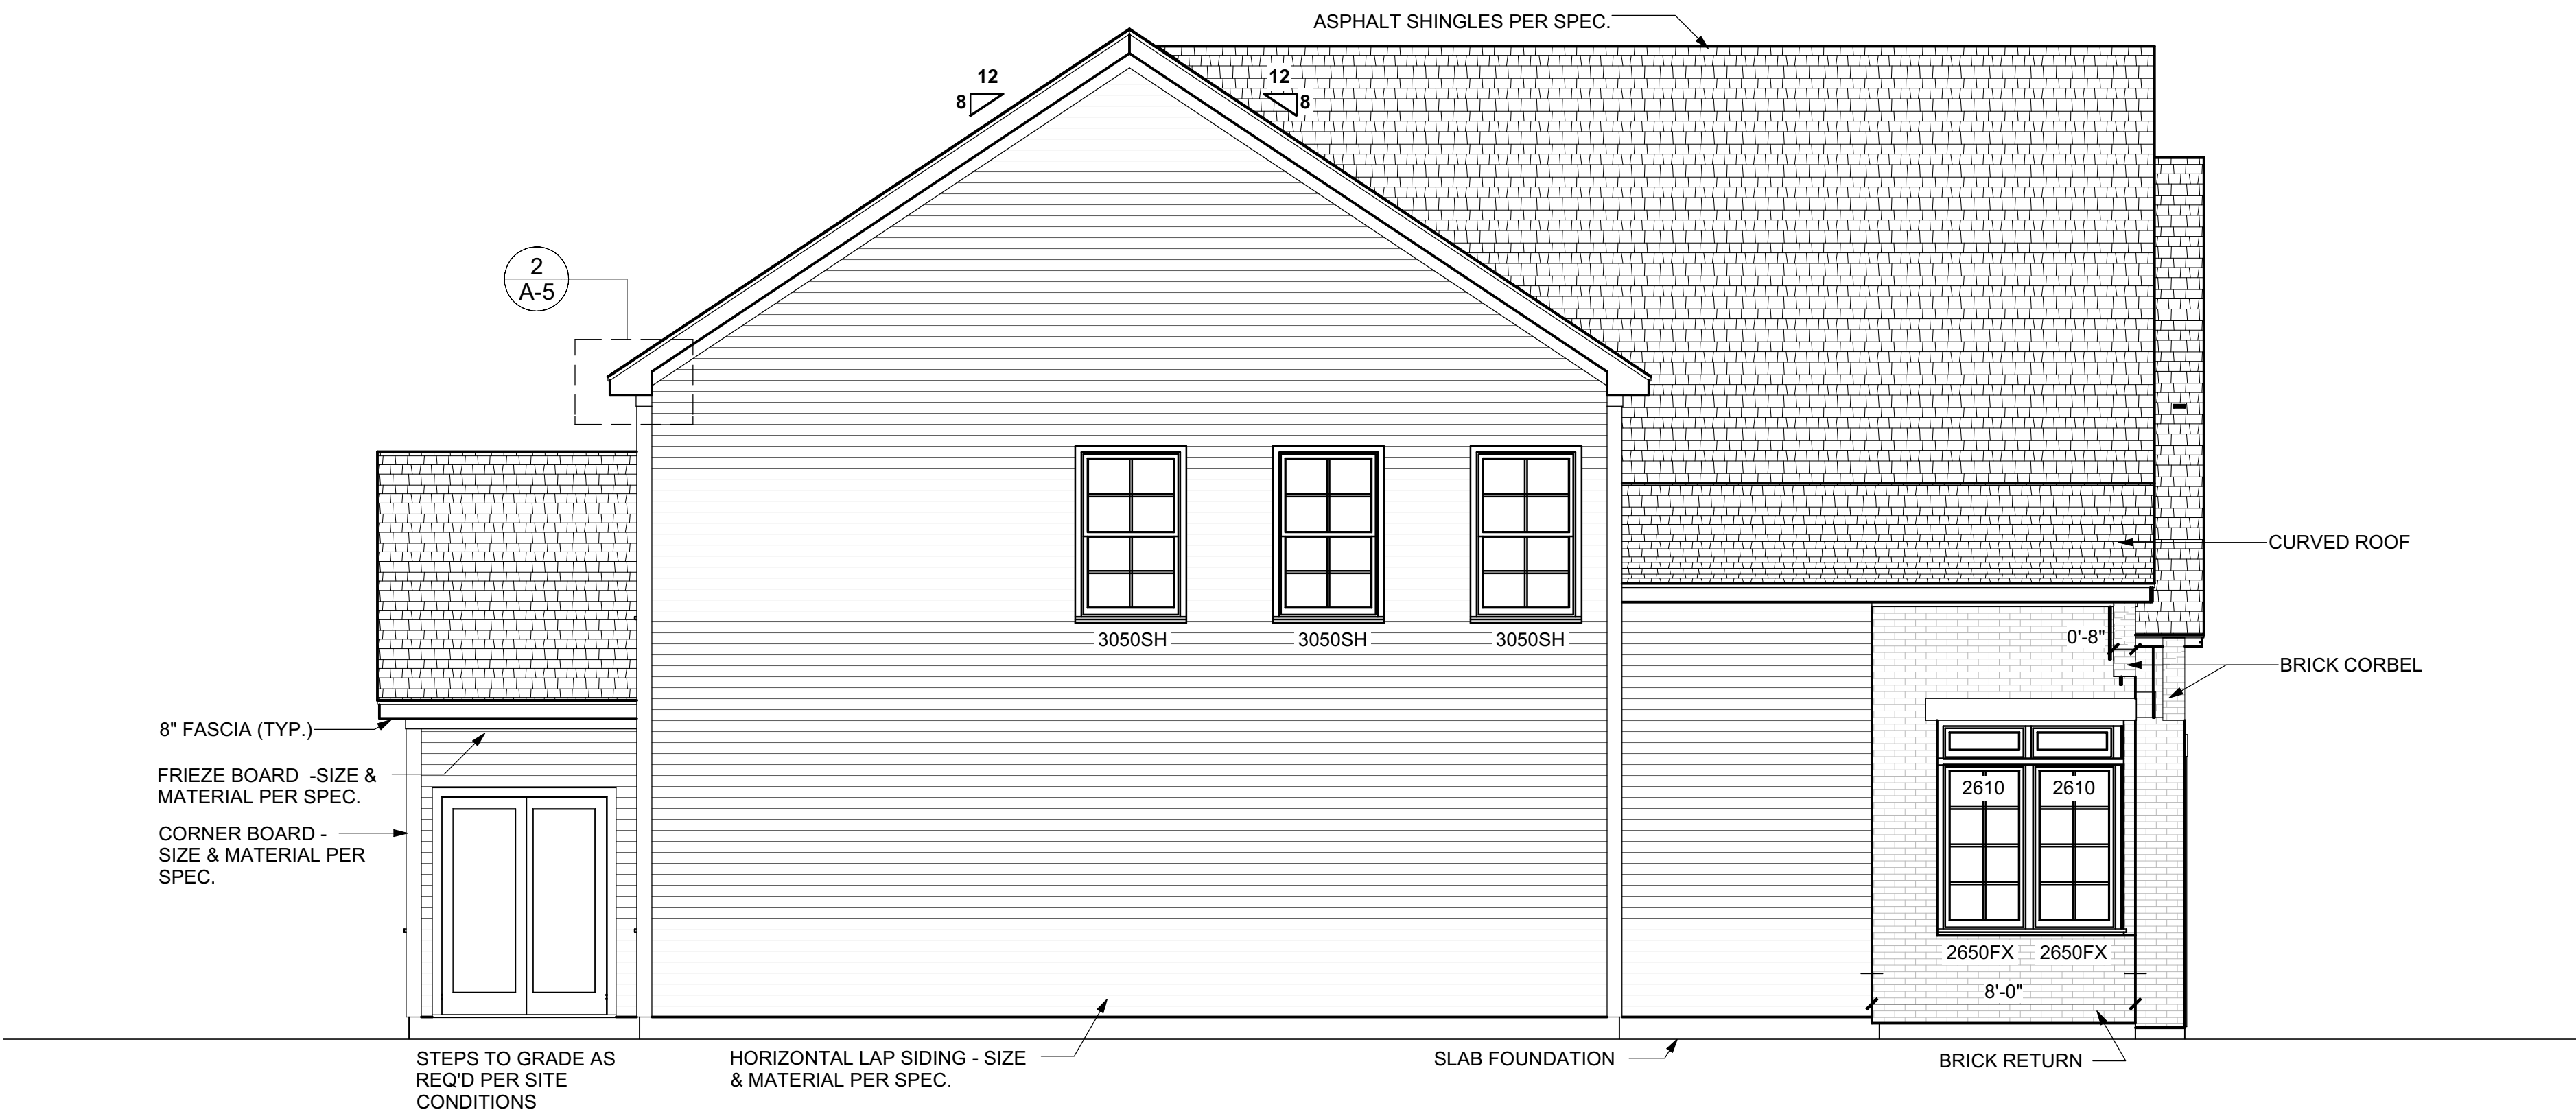 ASPHALT SHINGLES PER SPEC.
12
8
12
8
2
A-5
CURVED ROOF
3050SH
3050SH
3050SH
0'-8"
BRICK CORBEL
8" FASCIA (TYP.)
FRIEZE BOARD -SIZE &
MATERIAL PER SPEC.
2610
2610
CORNER BOARD -
SIZE & MATERIAL PER
SPEC.
2650FX
2650FX
8'-0"
STEPS TO GRADE AS
REQ'D PER SITE
CONDITIONS
HORIZONTAL LAP SIDING - SIZE
& MATERIAL PER SPEC.
SLAB FOUNDATION
BRICK RETURN